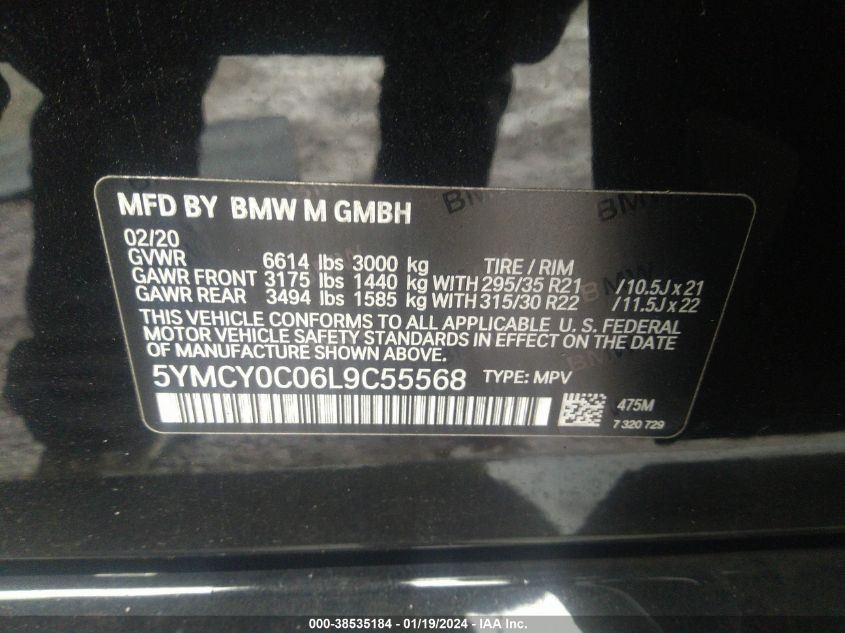 MFD BY BMW M GMBH
02/20
GVWR 6614 lbs 3000 kg TIRE / RIM
GAWR FRONT 3175 lbs 1440 kg WITH 295/35 R21 /10.5J x 21
GAWR REAR 3494 lbs 1585 kg WITH 315/30 R22 /11.5J x 22
THIS VEHICLE CONFORMS TO ALL APPLICABLE U. S. FEDERAL
MOTOR VEHICLE SAFETY STANDARDS IN EFFECT ON THE DATE
OF MANUFACTURE SHOWN ABOVE.
5YMCY0C06L9C55568 TYPE: MPV
475M
7 320 729
000-38535184 - 01/19/2024 - IAA Inc.